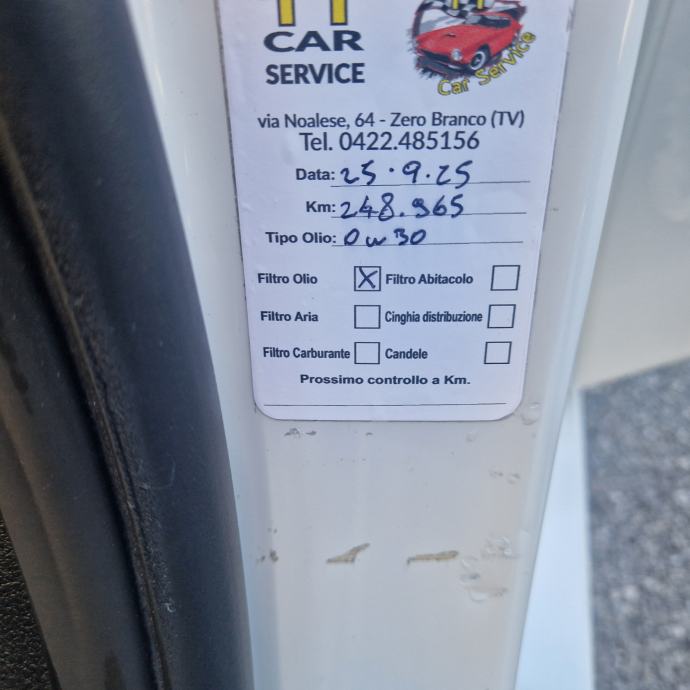 CAR
SERVICE
Car Service
via Noalese, 64 - Zero Branco (TV)
Tel. 0422.485156
Data: 25.9.25
Km: 248.965
Tipo Olio: 0w30
Filtro Olio X Filtro Abitacolo
Filtro Aria Cinghia distribuzione
Filtro Carburante Candele
Prossimo controllo a Km.